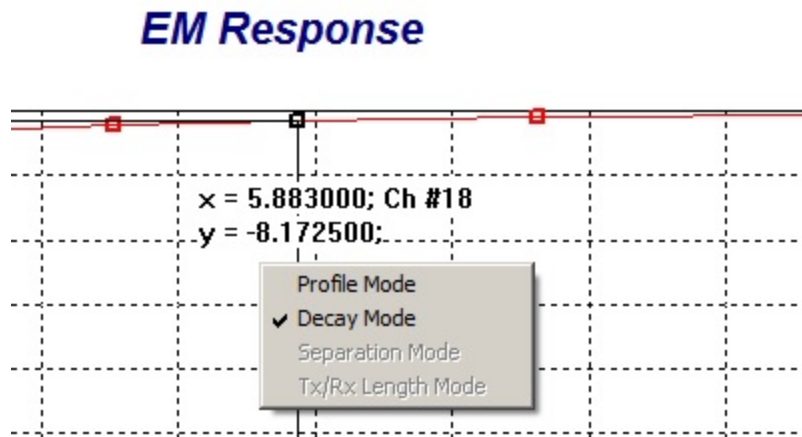 EM Response
x = 5.883000; Ch #18
y = -8.172500;
Profile Mode
Decay Mode
Separation Mode
Tx/Rx Length Mode